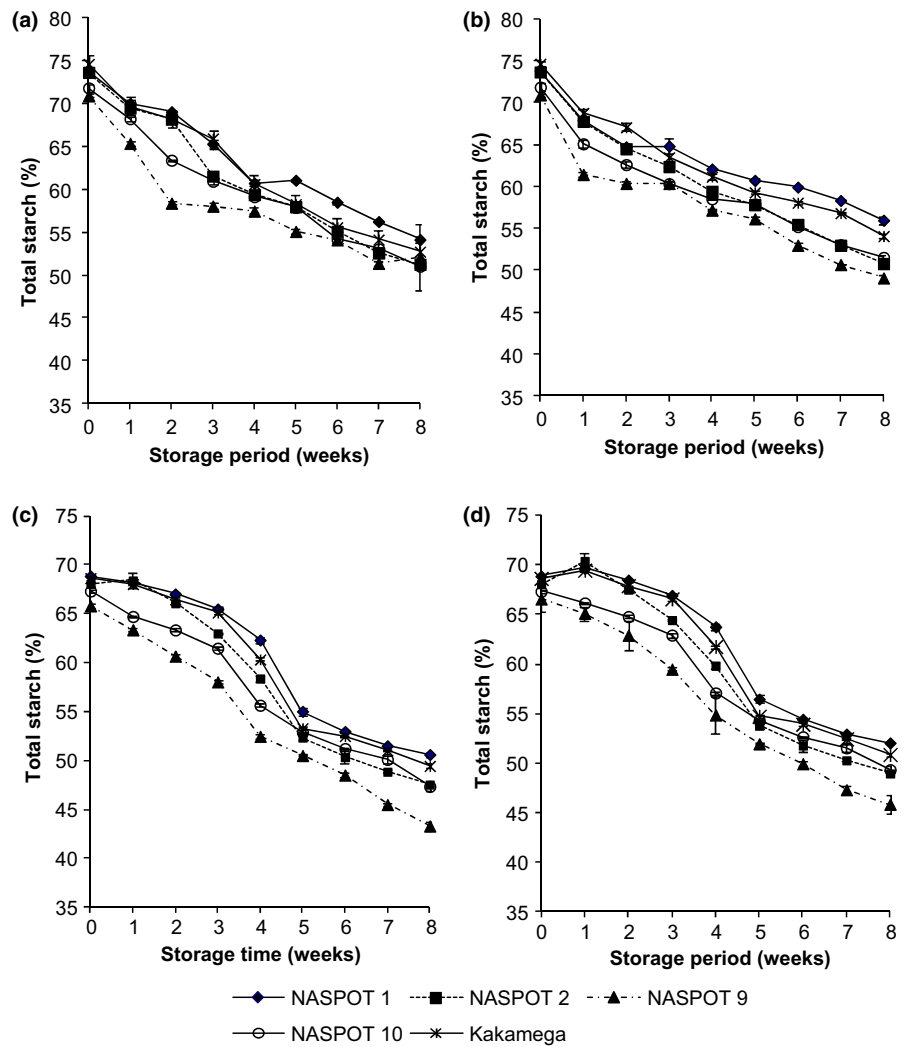 (a)
80
75
70
65
60
55
50
45
40
35
Total starch (%)
0 1 2 3 4 5 6 7 8
Storage period (weeks)
(b)
80
75
70
65
60
55
50
45
40
35
Total starch (%)
0 1 2 3 4 5 6 7 8
Storage period (weeks)
(c)
75
70
65
60
55
50
45
40
35
Total starch (%)
0 1 2 3 4 5 6 7 8
Storage time (weeks)
(d)
75
70
65
60
55
50
45
40
35
Total starch (%)
0 1 2 3 4 5 6 7 8
Storage period (weeks)
NASPOT 1 NASPOT 2 NASPOT 9
NASPOT 10 Kakamega